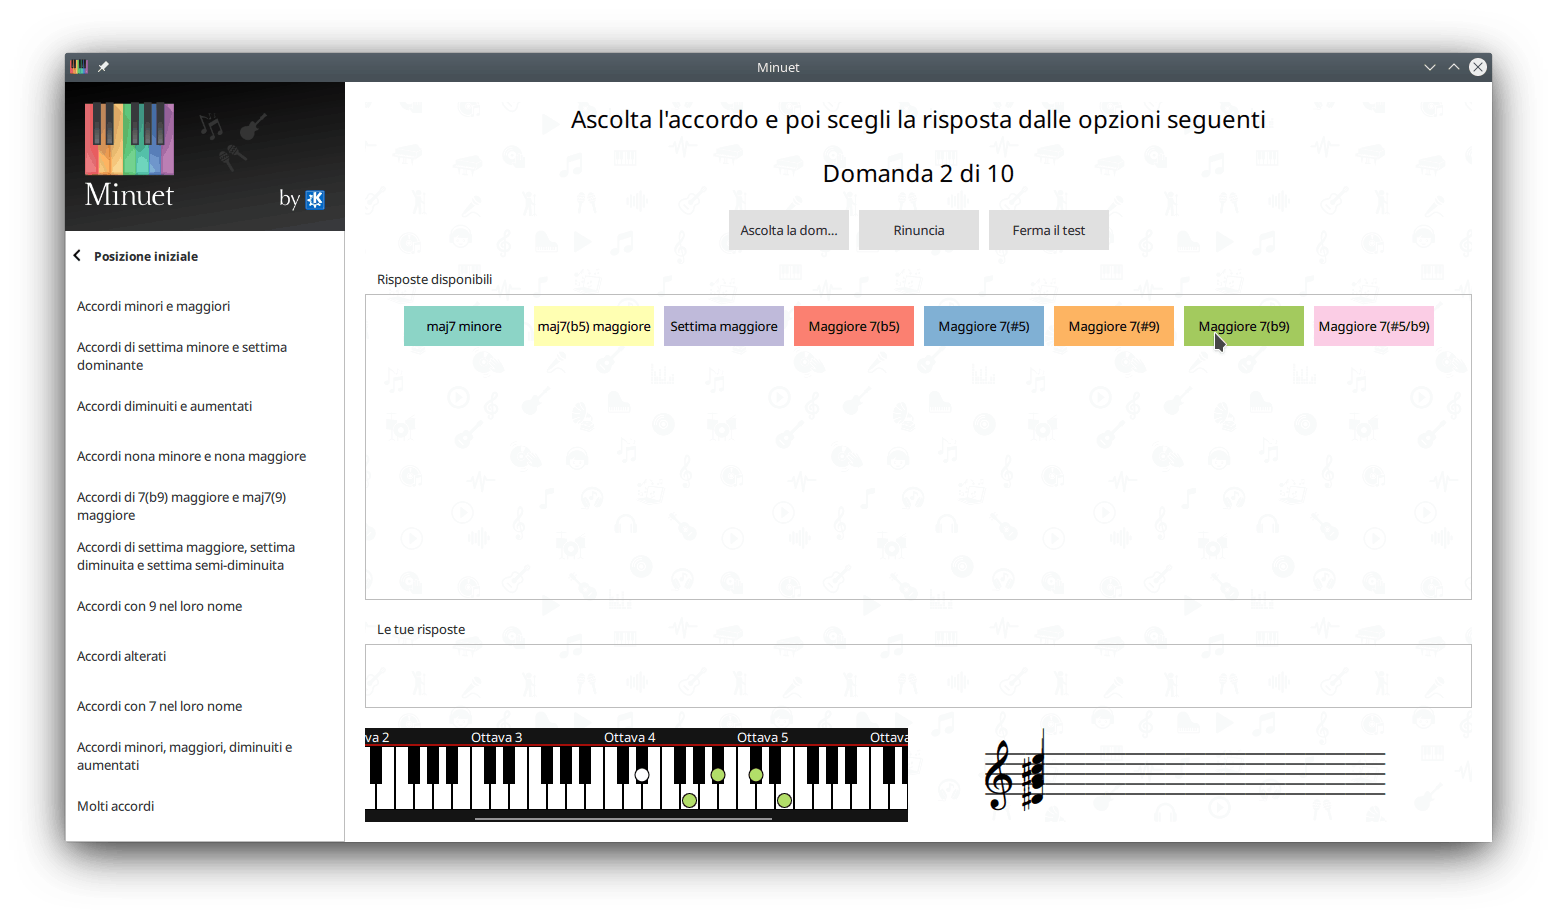 Minuet
Minuet
by
Posizione iniziale
Accordi minori e maggiori
Accordi di settima minore e settima
dominante
Accordi diminuiti e aumentati
Accordi nona minore e nona maggiore
Accordi di 7(b9) maggiore e maj7(9)
maggiore
Accordi di settima maggiore, settima
diminuita e settima semi-diminuita
Accordi con 9 nel loro nome
Accordi alterati
Accordi con 7 nel loro nome
Accordi minori, maggiori, diminuiti e
aumentati
Molti accordi
Ascolta l'accordo e poi scegli la risposta dalle opzioni seguenti
Domanda 2 di 10
Ascolta la dom... Rinuncia Ferma il test
Risposte disponibili
maj7 minore maj7(b5) maggiore Settima maggiore Maggiore 7(b5) Maggiore 7(#5) Maggiore 7(#9) Maggiore 7(b9) Maggiore 7(#5/b9)
Le tue risposte
va 2 Ottava 3 Ottava 4 Ottava 5 Ottava